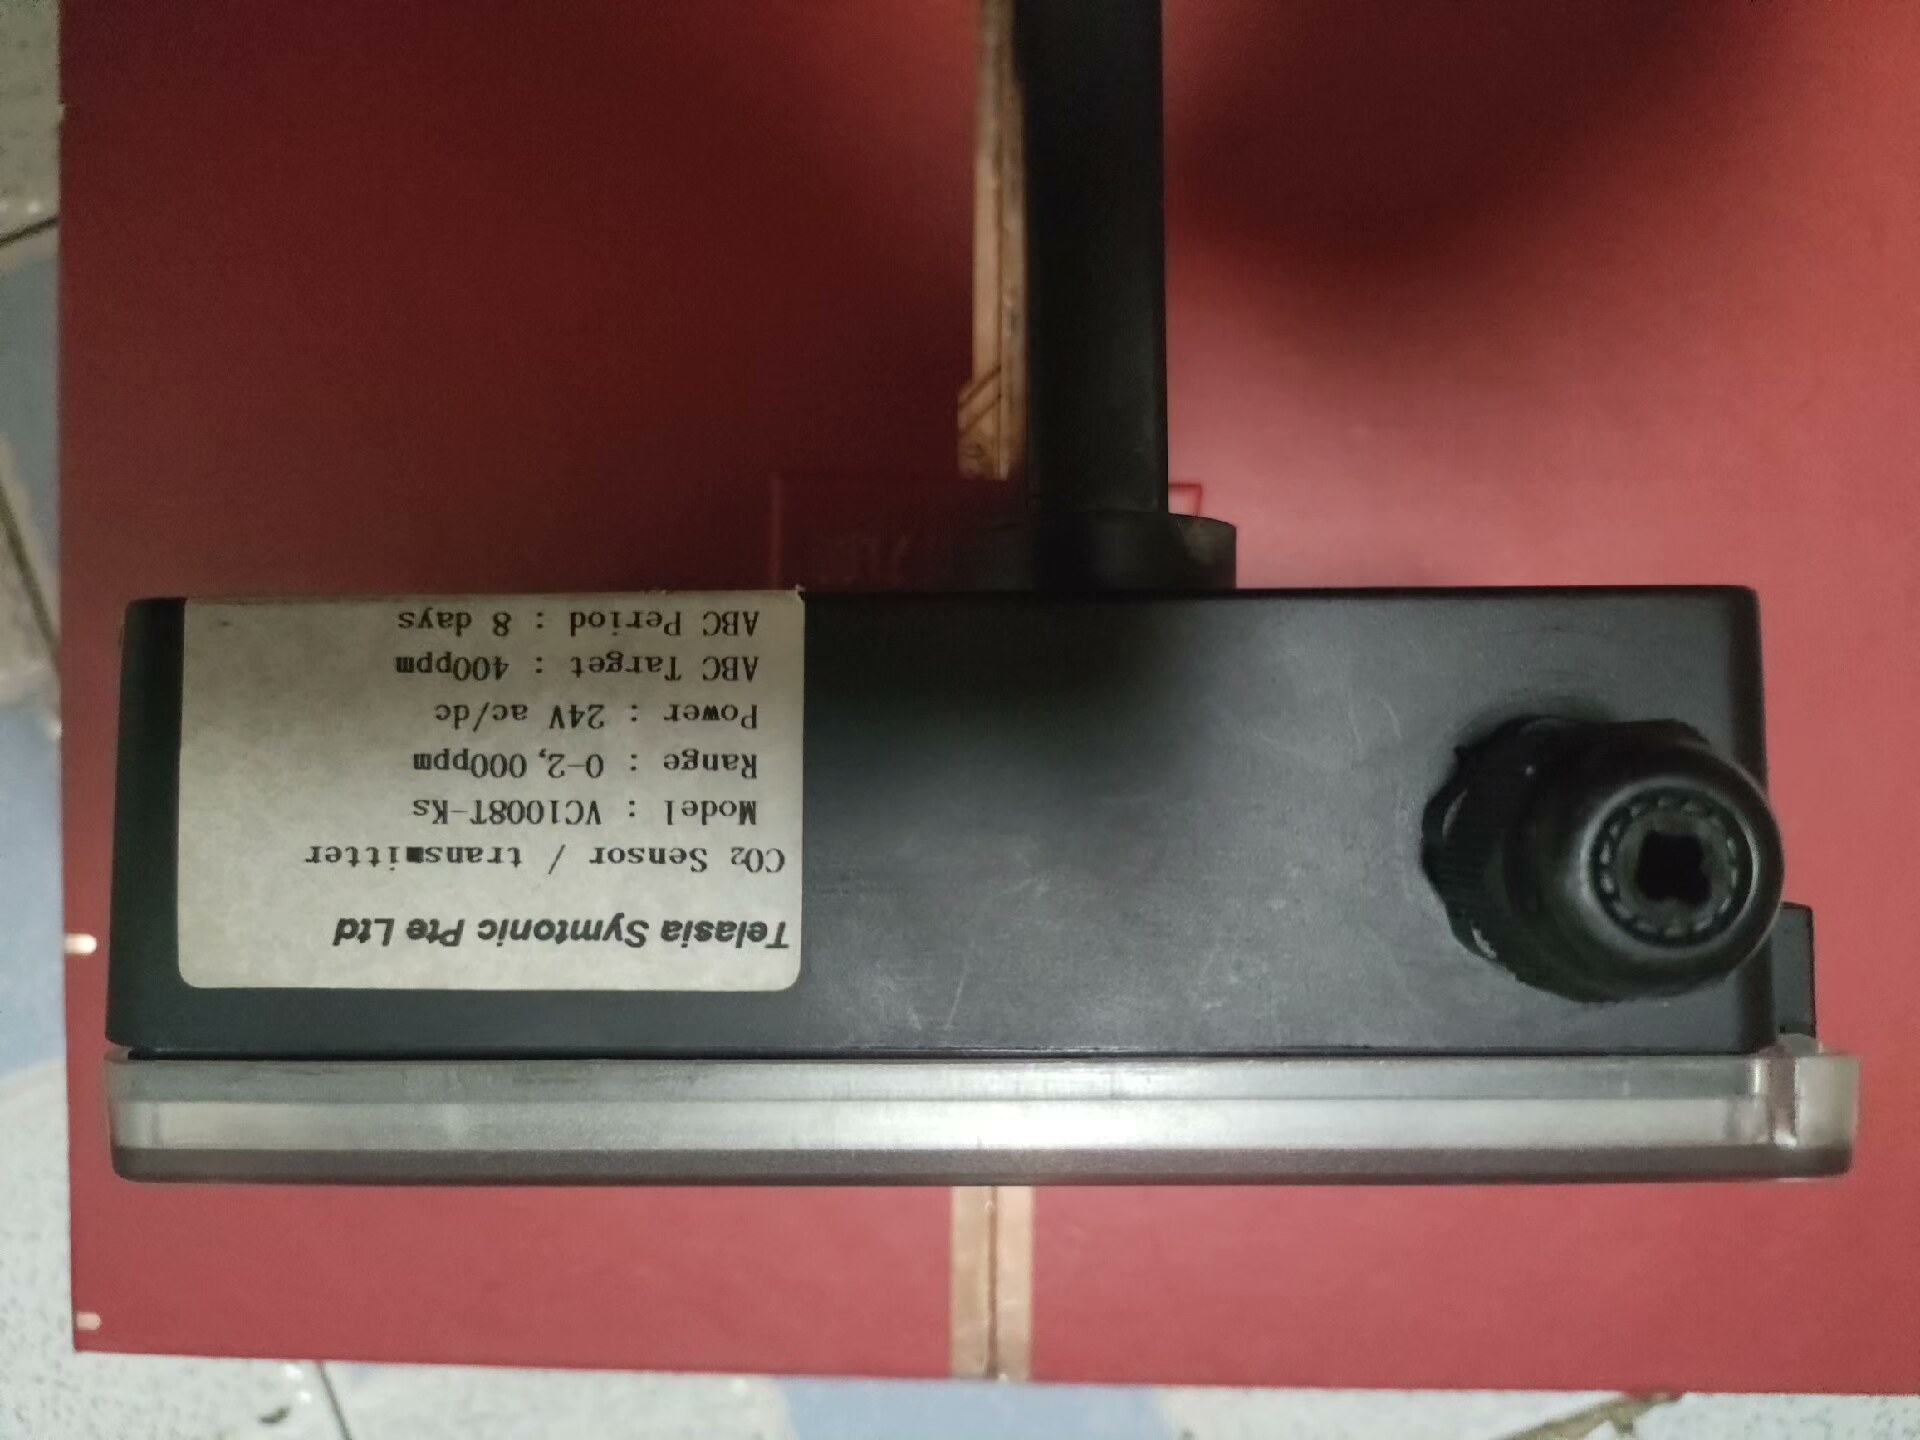 Telasia Symtonic Pte Ltd
CO₂ Sensor / transmitter
Model : VC1008T-Ks
Range : 0-2,000ppm
Power : 24V ac/dc
ABC Target : 400ppm
ABC Period : 8 days